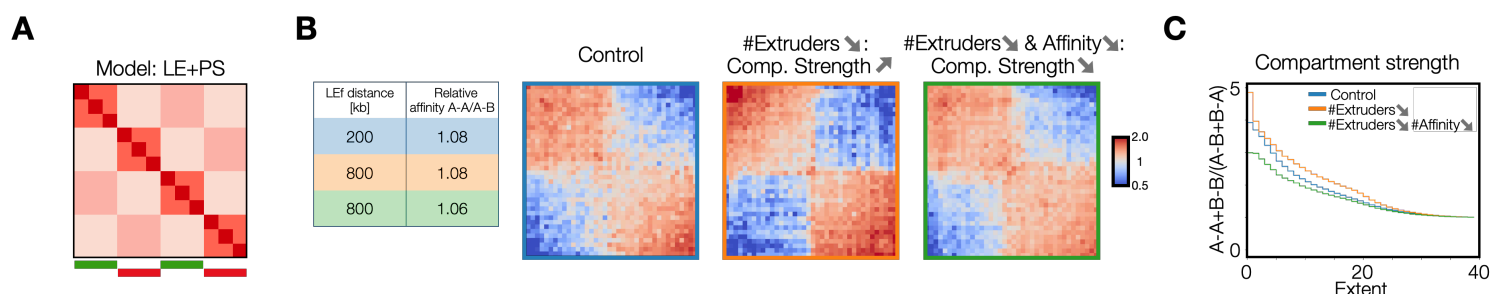 A
Model: LE+PS
B
LEf distance
[kb]
Relative
affinity A-A/A-B
200
1.08
800
1.08
800
1.06
Control
#Extruders ↘:
Comp. Strength ↗
#Extruders↘ & Affinity↘:
Comp. Strength ↘
2.0
1
0.5
C
Compartment strength
A-A+B-B/(A-B+B-A)
5
0
Control
#Extruders↘
#Extruders↘ #Affinity↘
0
20
40
Extent